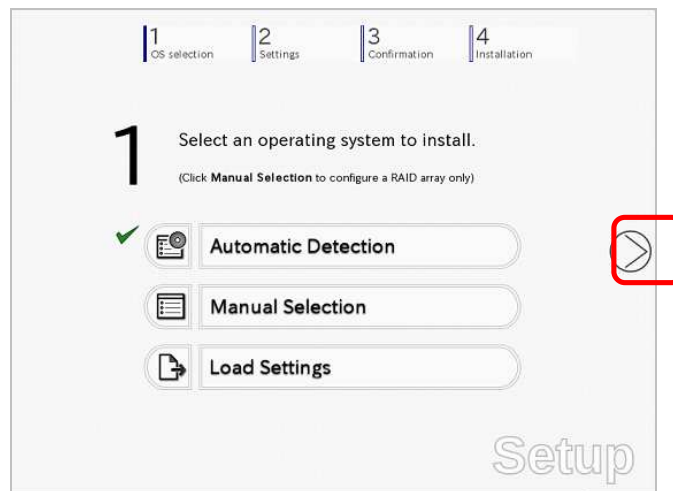 1 2 3 4
OS selection Settings Confirmation Installation
1
Select an operating system to install.
(Click Manual Selection to configure a RAID array only)
Automatic Detection
Manual Selection
Load Settings
Setup